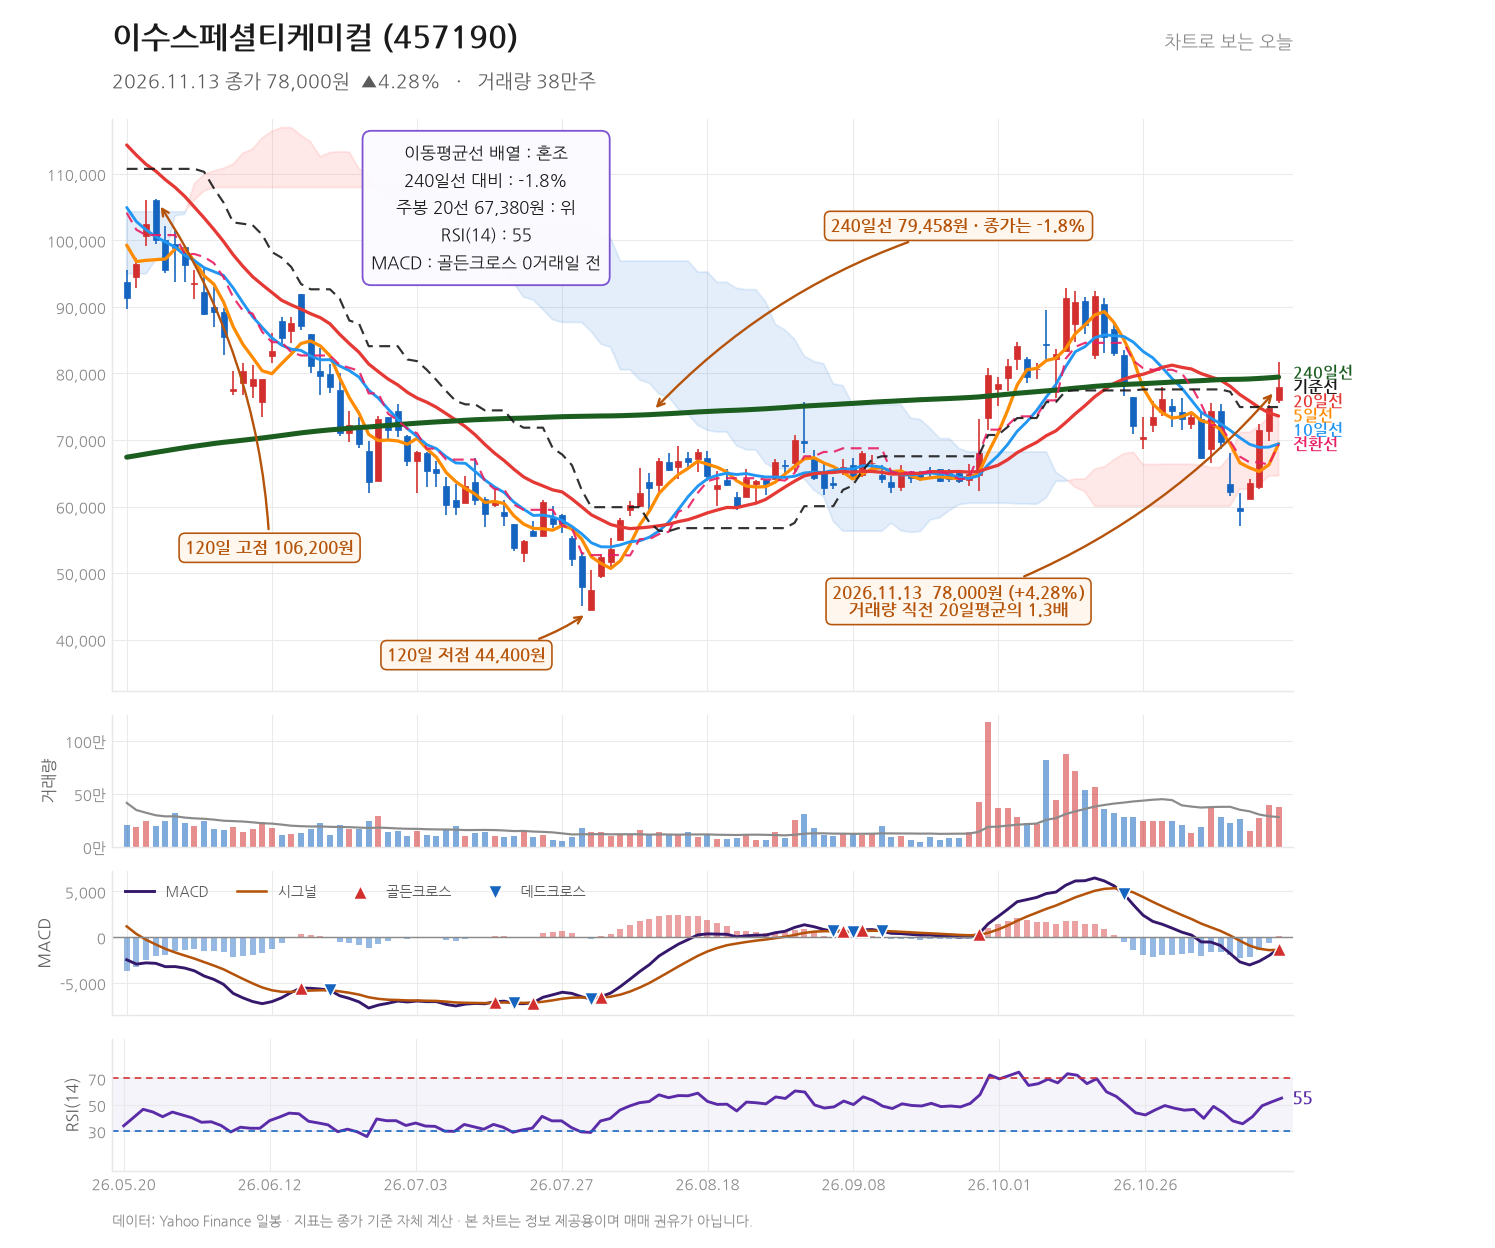 이수스페셜티케미컬 (457190)
차트로 보는 오늘
2026.11.13 종가 78,000원 ▲4.28% · 거래량 38만주
이동평균선 배열 : 혼조
240일선 대비 : -1.8%
주봉 20선 67,380원 : 위
RSI(14) : 55
MACD : 골든크로스 0거래일 전
240일선 79,458원 · 종가는 -1.8%
120일 고점 106,200원
120일 저점 44,400원
2026.11.13 78,000원 (+4.28%)
거래량 직전 20일평균의 1.3배
110,000
100,000
90,000
80,000
70,000
60,000
50,000
40,000
240일선
기준선
20일선
5일선
10일선
전환선
거래량
100만
50만
0만
MACD
5,000
0
-5,000
MACD
시그널
골든크로스
데드크로스
RSI(14)
70
50
30
55
26.05.20
26.06.12
26.07.03
26.07.27
26.08.18
26.09.08
26.10.01
26.10.26
데이터: Yahoo Finance 일봉 · 지표는 종가 기준 자체 계산 · 본 차트는 정보 제공용이며 매매 권유가 아닙니다.